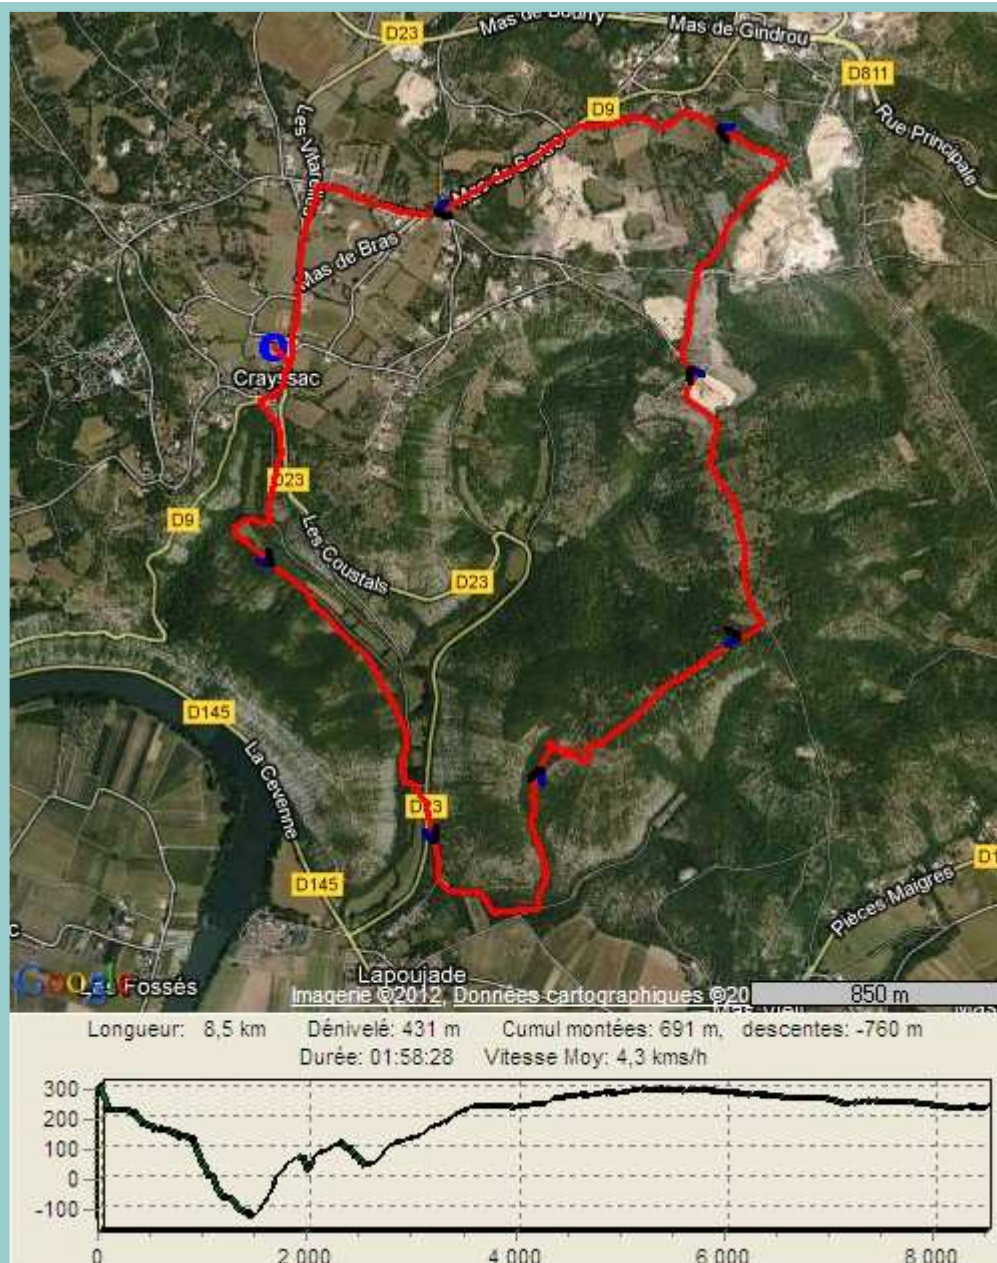 D23
Mas de Bourry
Mas de Gindrou
D811
D9
Rue Principale
Les Vitarelles
Mas de Bras
Crayssac
D23
D9
Les Coustals
D23
D145
La Cévenne
D23
D145
Pièces Maigres
Lapoujade
Google
Fossés
Imagerie ©2012, Données cartographiques ©20
850 m
Longueur: 8,5 km Dénivelé: 431 m Cumul montées: 691 m, descentes: -760 m
Durée: 01:58:28 Vitesse Moy: 4,3 kms/h
300
200
100
0
-100
0 2 000 4 000 6 000 8 000